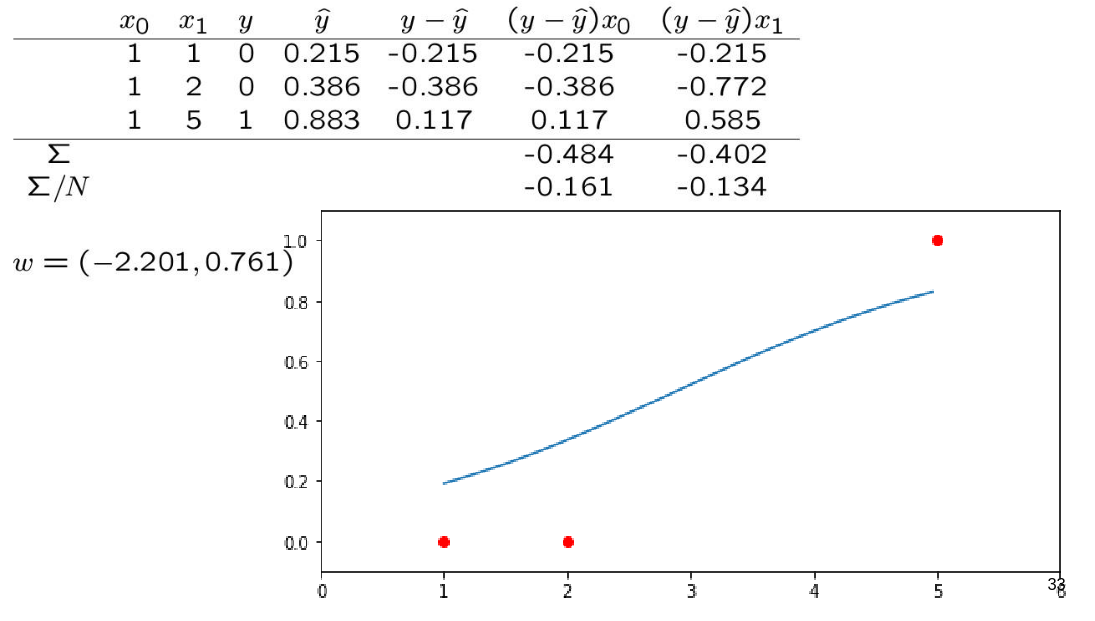 x₀ x₁ y ŷ y − ŷ (y − ŷ)x₀ (y − ŷ)x₁
1 1 0 0.215 -0.215 -0.215 -0.215
1 2 0 0.386 -0.386 -0.386 -0.772
1 5 1 0.883 0.117 0.117 0.585
Σ -0.484 -0.402
Σ/N -0.161 -0.134
w = (−2.201, 0.761)
1.0
0.8
0.6
0.4
0.2
0.0
0 1 2 3 4 5 6
33